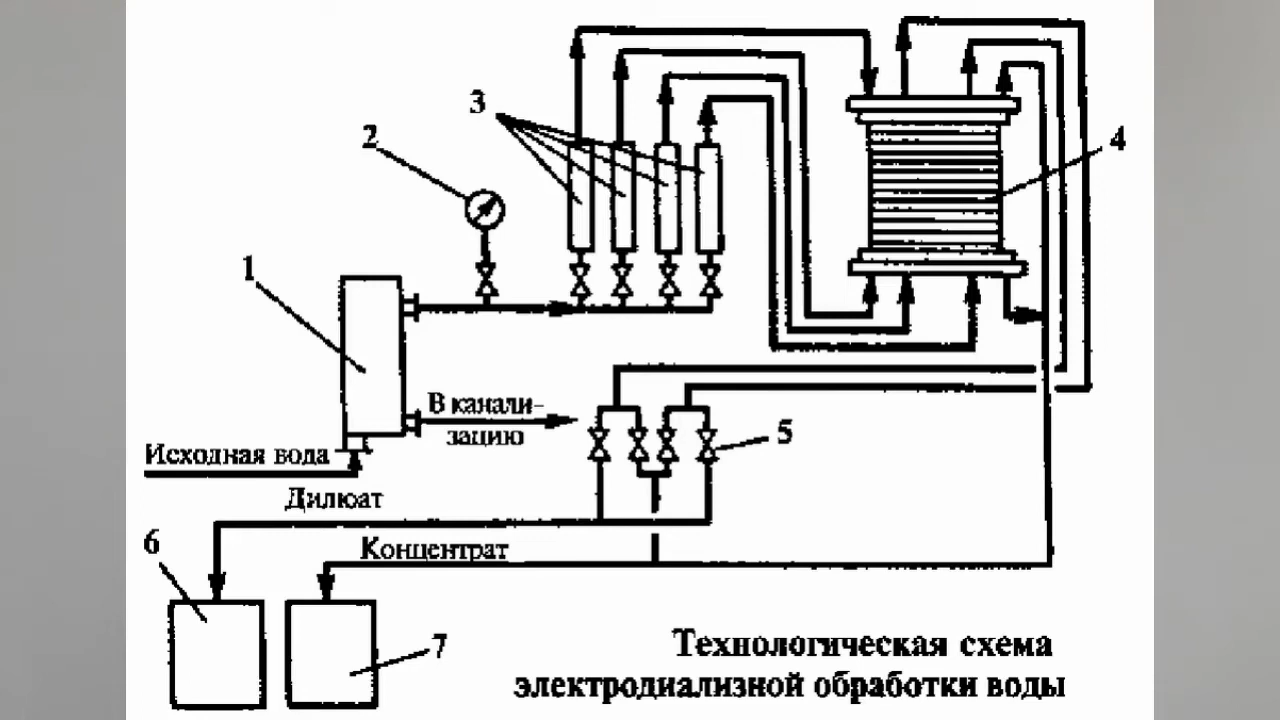 3
2
4
1
В канали-
зацию
5
Исходная вода
Дилюат
6
Концентрат
7
Технологическая схема
электродиализной обработки воды